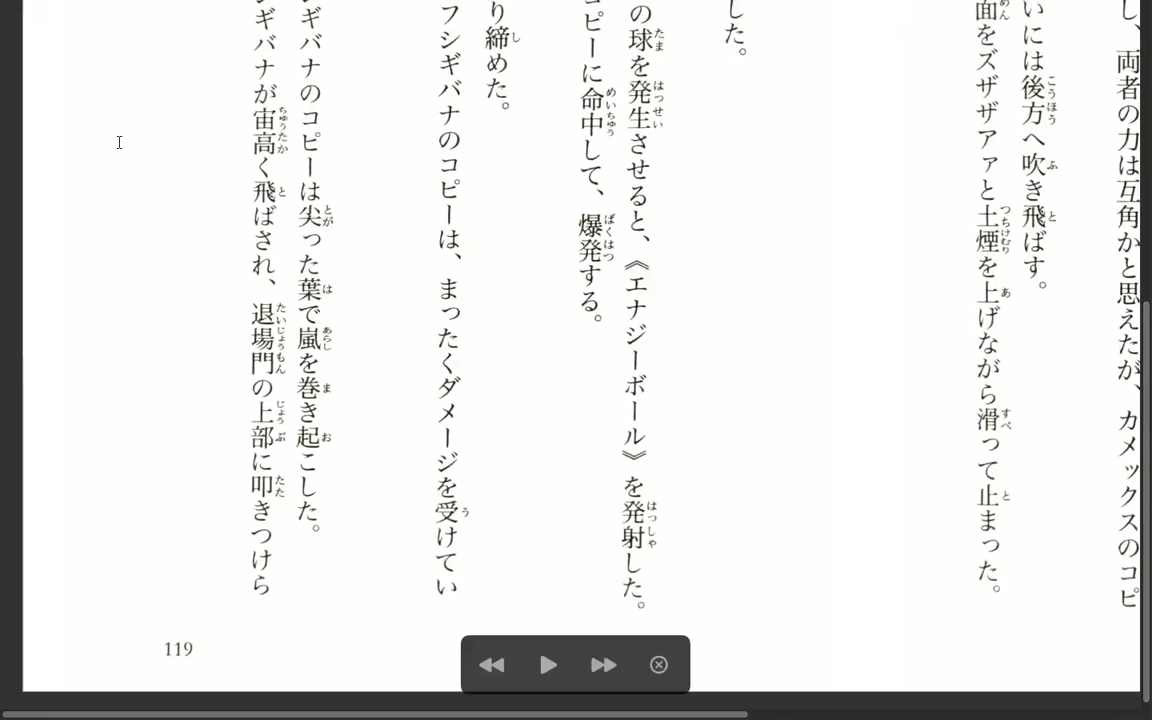 し、両者の力は互角かと思えたが、カメックスのコピ
いには後方へ吹き飛ばす。
面をズザザアァと土煙を上げながら滑って止まった。
した。
の球を発生させると、《エナジーボール》を発射した。
コピーに命中して、爆発する。
り締めた。
フシギバナのコピーは、まったくダメージを受けてい
ギバナのコピーは尖った葉で嵐を巻き起こした。
ギバナが宙高く飛ばされ、退場門の上部に叩きつけら
119